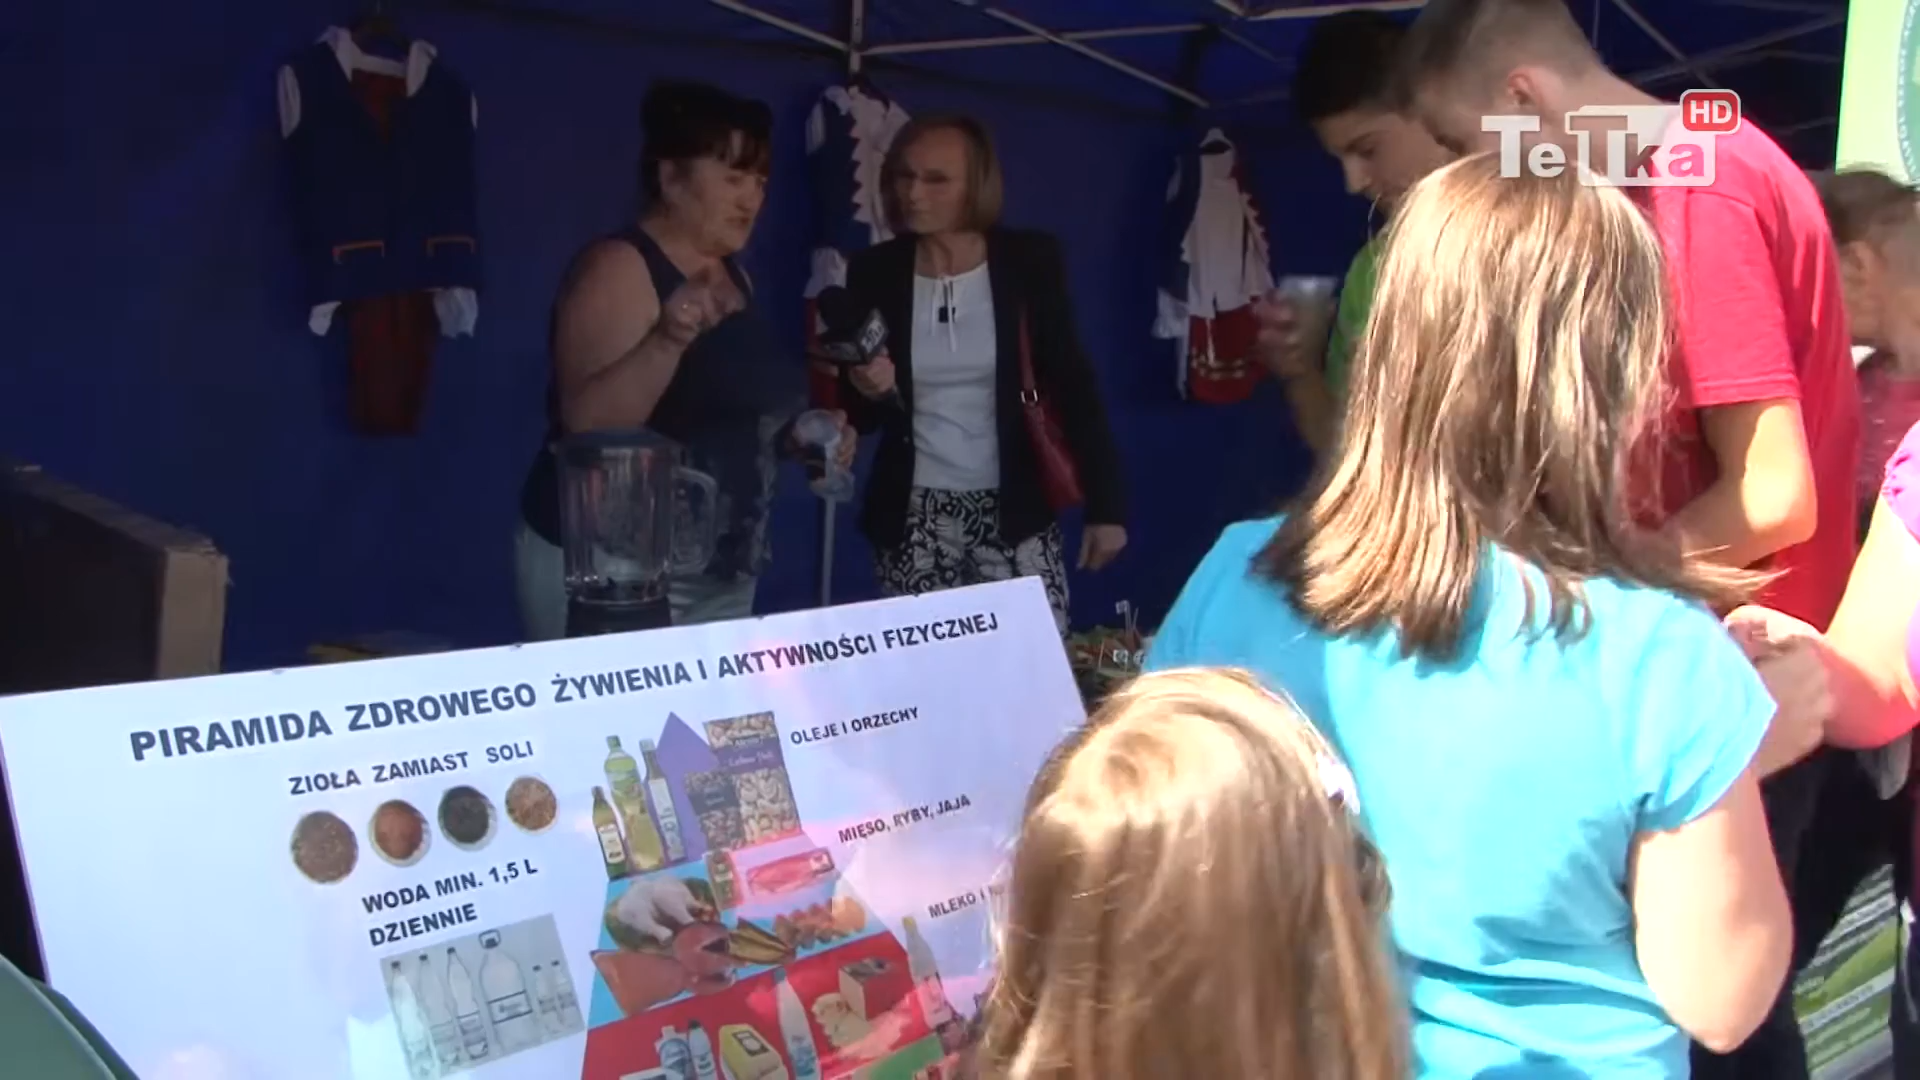 TeTka HD
PIRAMIDA ZDROWEGO ŻYWIENIA I AKTYWNOŚCI FIZYCZNEJ
ZIOŁA ZAMIAST SOLI
OLEJE I ORZECHY
MIĘSO, RYBY, JAJA
WODA MIN. 1,5 L
DZIENNIE
MLEKO I